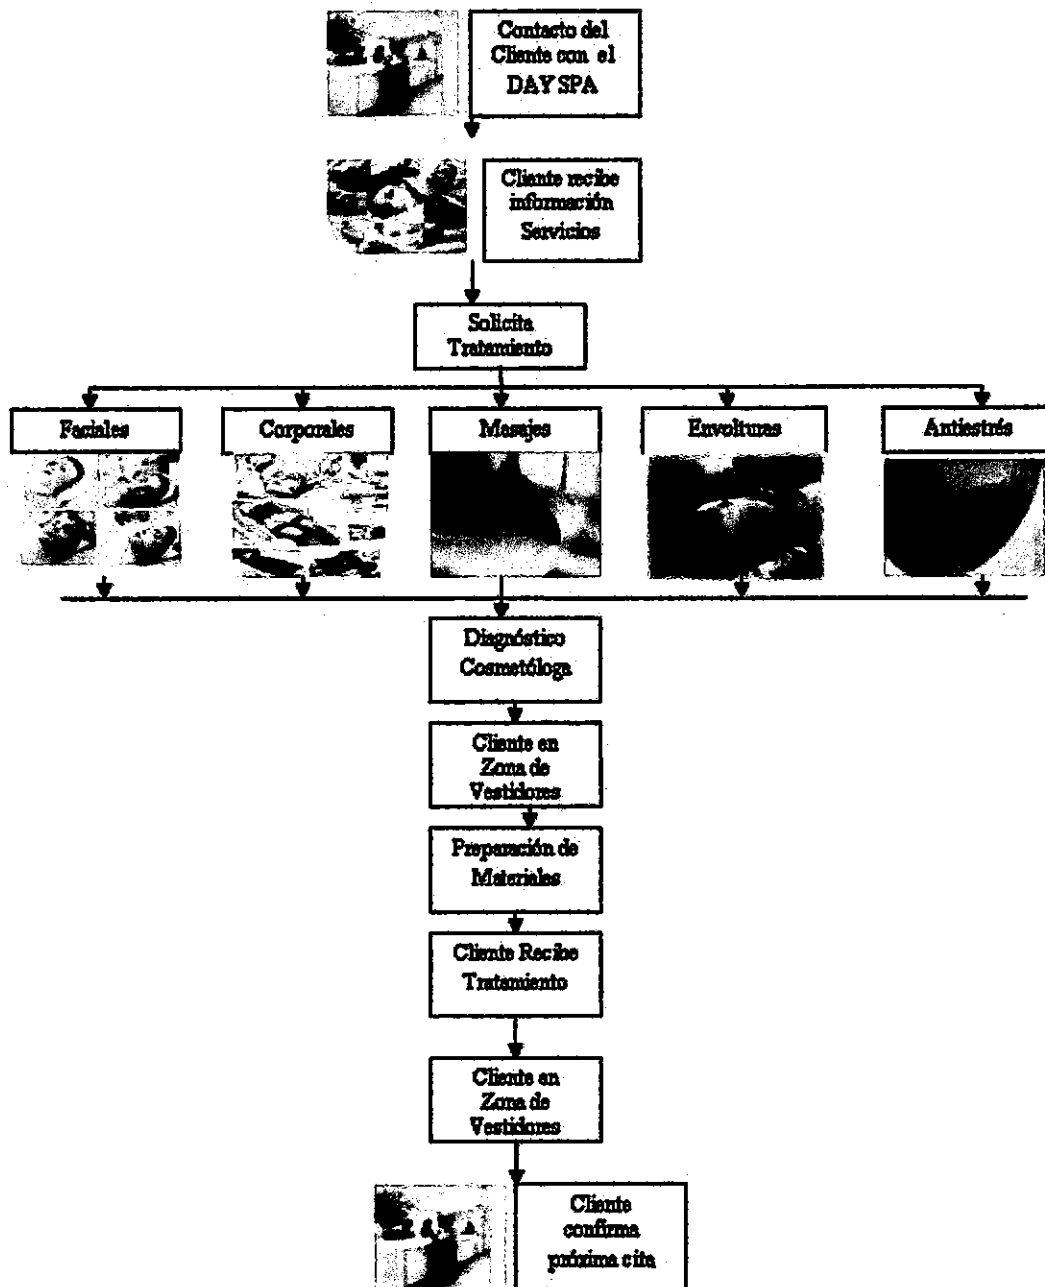 Contacto del
Cliente con el
DAY SPA
Cliente recibe
información
Servicios
Solicita
Tratamiento
Faciales
Corporales
Masajes
Envolturas
Antiestrés
Diagnóstico
Cosmetóloga
Cliente en
Zona de
Vestidores
Preparación de
Materiales
Cliente Recibe
Tratamiento
Cliente en
Zona de
Vestidores
Cliente
confirma
próxima cita